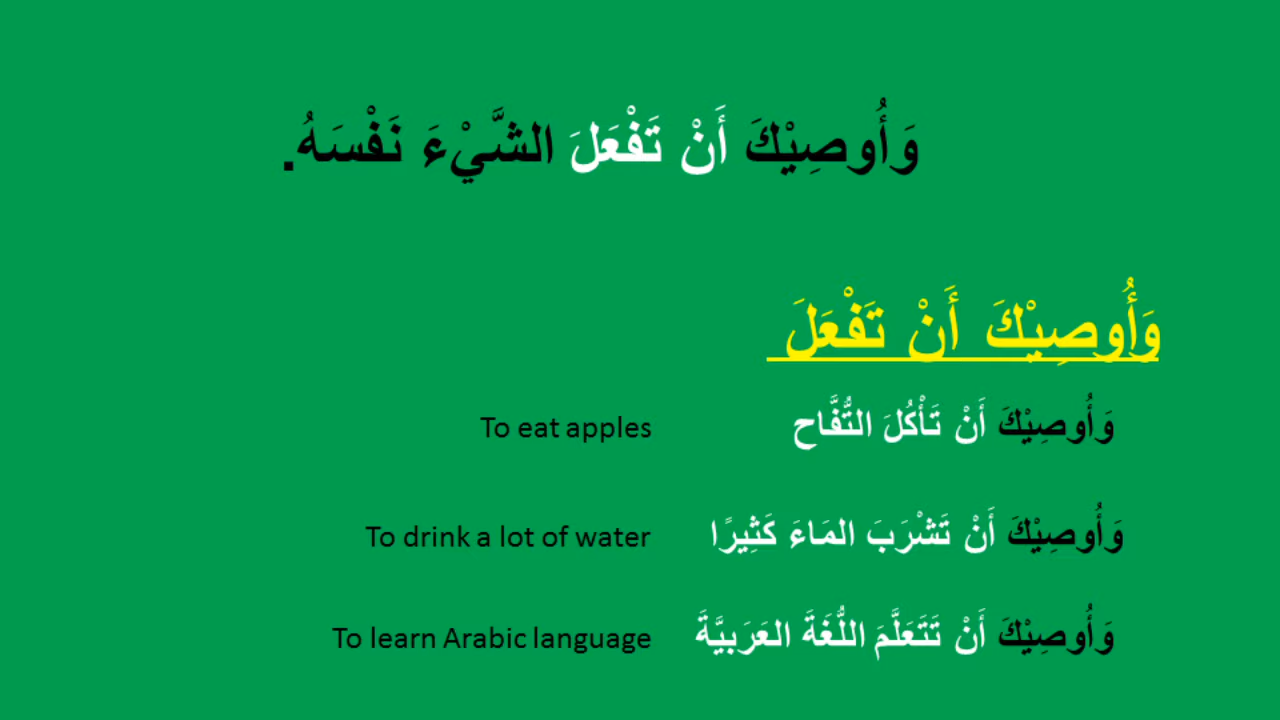 وَأُوصِيْكَ أَنْ تَفْعَلَ الشَّيْءَ نَفْسَهُ.
وَأُوصِيْكَ أَنْ تَفْعَلَ
وَأُوصِيْكَ أَنْ تَأْكُلَ التُّفَّاح To eat apples
وَأُوصِيْكَ أَنْ تَشْرَبَ المَاءَ كَثِيرًا To drink a lot of water
وَأُوصِيْكَ أَنْ تَتَعَلَّمَ اللُّغَةَ العَرَبيَّةَ To learn Arabic language